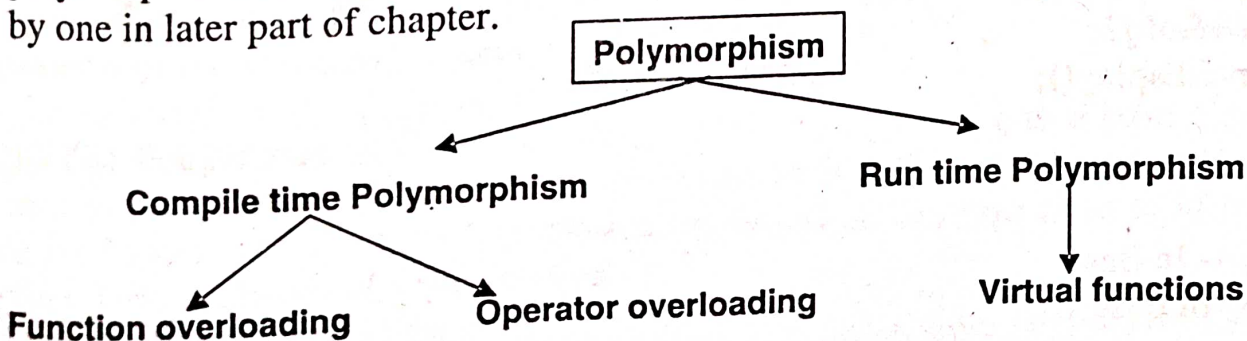 by one in later part of chapter.
Polymorphism
Compile time Polymorphism
Run time Polymorphism
Function overloading
Operator overloading
Virtual functions